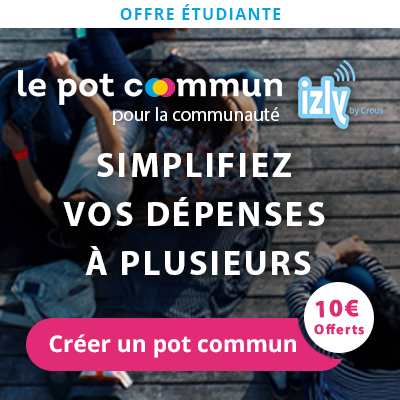 OFFRE ÉTUDIANTE
le pot commun
pour la communauté
izly
by Crous
SIMPLIFIEZ
VOS DÉPENSES
À PLUSIEURS
10€
Offerts
Créer un pot commun